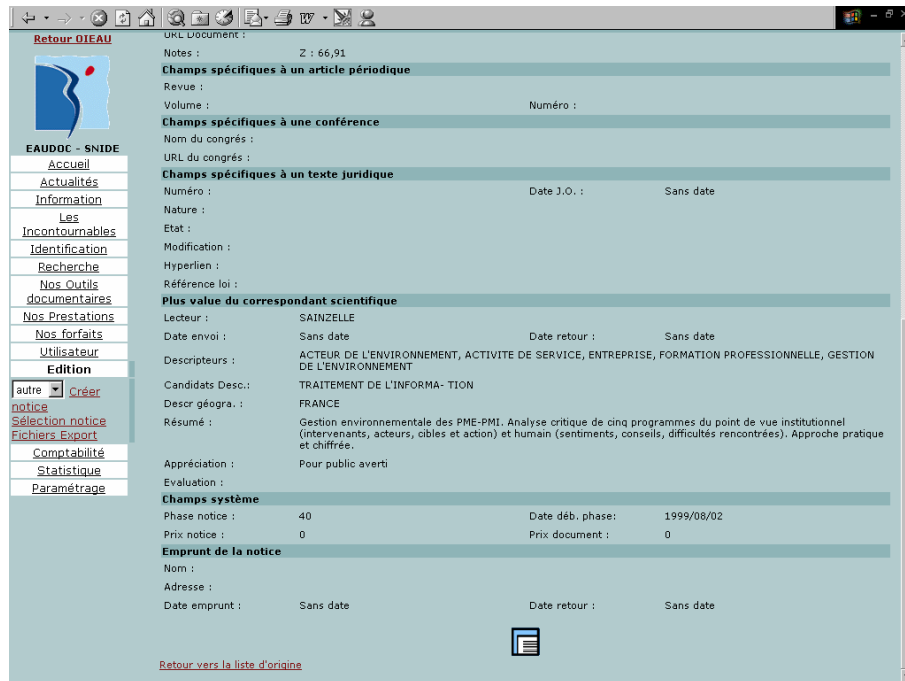 Retour OIEAU
EAUDOC - SNIDE
Accueil
Actualités
Information
Les
Incontournables
Identification
Recherche
Nos Outils
documentaires
Nos Prestations
Nos forfaits
Utilisateur
Edition
autre Créer
notice
Sélection notice
Fichiers Export
Comptabilité
Statistique
Paramétrage
URL Document :
Notes : Z : 66,91
Champs spécifiques à un article périodique
Revue :
Volume : Numéro :
Champs spécifiques à une conférence
Nom du congrés :
URL du congrés :
Champs spécifiques à un texte juridique
Numéro : Date J.O. : Sans date
Nature :
Etat :
Modification :
Hyperlien :
Référence loi :
Plus value du correspondant scientifique
Lecteur : SAINZELLE
Date envoi : Sans date Date retour : Sans date
Descripteurs : ACTEUR DE L'ENVIRONNEMENT, ACTIVITE DE SERVICE, ENTREPRISE, FORMATION PROFESSIONNELLE, GESTION
DE L'ENVIRONNEMENT
Candidats Desc.: TRAITEMENT DE L'INFORMA- TION
Descr géogra. : FRANCE
Résumé : Gestion environnementale des PME-PMI. Analyse critique de cinq programmes du point de vue institutionnel
(intervenants, acteurs, cibles et action) et humain (sentiments, conseils, difficultés rencontrées). Approche pratique
et chiffrée.
Appréciation : Pour public averti
Evaluation :
Champs système
Phase notice : 40 Date déb. phase: 1999/08/02
Prix notice : 0 Prix document : 0
Emprunt de la notice
Nom :
Adresse :
Date emprunt : Sans date Date retour : Sans date
Retour vers la liste d'origine